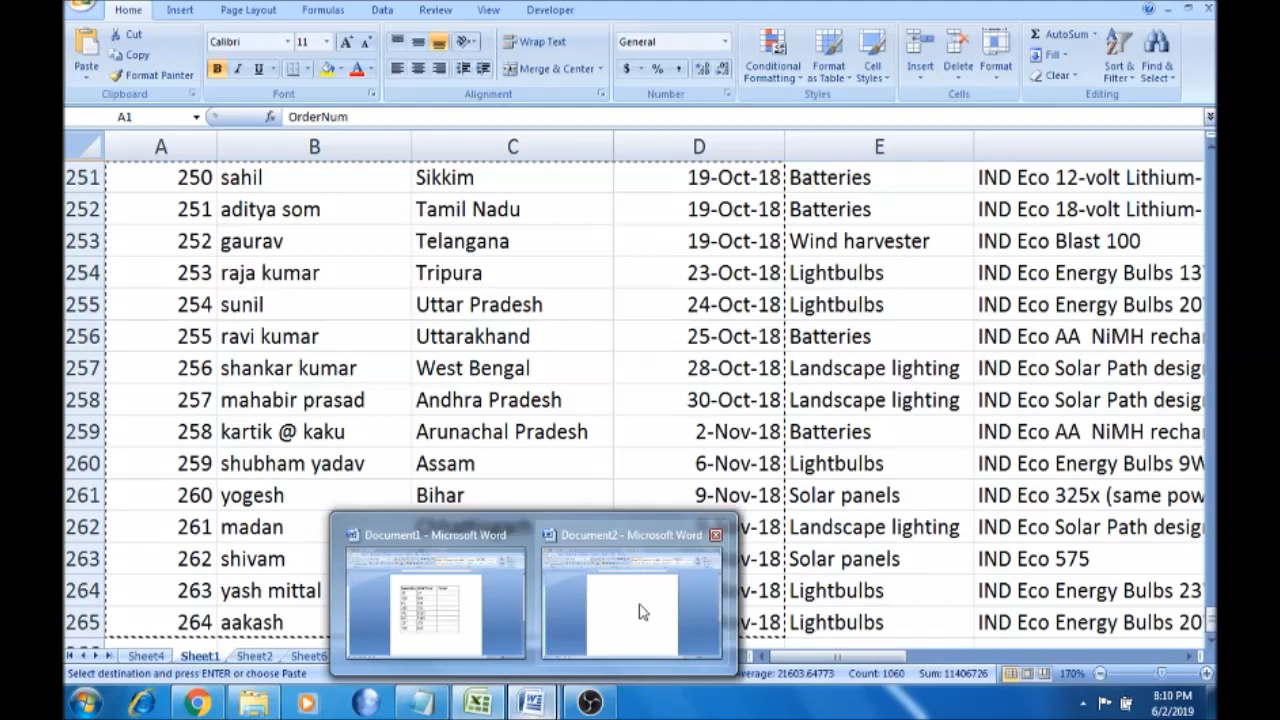 Home Insert Page Layout Formulas Data Review View Developer
Paste
Cut
Copy
Format Painter
Clipboard
Calibri 11
B I U
Font
Wrap Text
Merge & Center
Alignment
General
$ % ,
Number
Conditional Formatting
Format as Table
Cell Styles
Styles
Insert Delete Format
Cells
Σ AutoSum
Fill
Clear
Sort & Filter
Find & Select
Editing
A1 fx OrderNum
A B C D E
251 250 sahil Sikkim 19-Oct-18 Batteries IND Eco 12-volt Lithium-
252 251 aditya som Tamil Nadu 19-Oct-18 Batteries IND Eco 18-volt Lithium-
253 252 gaurav Telangana 19-Oct-18 Wind harvester IND Eco Blast 100
254 253 raja kumar Tripura 23-Oct-18 Lightbulbs IND Eco Energy Bulbs
255 254 sunil Uttar Pradesh 24-Oct-18 Lightbulbs IND Eco Energy Bulbs
256 255 ravi kumar Uttarakhand 25-Oct-18 Batteries IND Eco AA NiMH recha
257 256 shankar kumar West Bengal 28-Oct-18 Landscape lighting IND Eco Solar Path desig
258 257 mahabir prasad Andhra Pradesh 30-Oct-18 Landscape lighting IND Eco Solar Path desig
259 258 kartik @ kaku Arunachal Pradesh 2-Nov-18 Batteries IND Eco AA NiMH recha
260 259 shubham yadav Assam 6-Nov-18 Lightbulbs IND Eco Energy Bulbs 9W
261 260 yogesh Bihar 9-Nov-18 Solar panels IND Eco 325x (same pow
262 261 madan Landscape lighting IND Eco Solar Path desig
263 262 shivam Solar panels IND Eco 575
264 263 yash mittal Lightbulbs IND Eco Energy Bulbs
265 264 aakash Lightbulbs IND Eco Energy Bulbs
Document1 - Microsoft Word Document2 - Microsoft Word
Sheet4 Sheet1 Sheet2 Sheet6
Select destination and press ENTER or choose Paste
Average: 21603.64773 Count: 1060 Sum: 11406726 170%
8:10 PM
6/2/2019